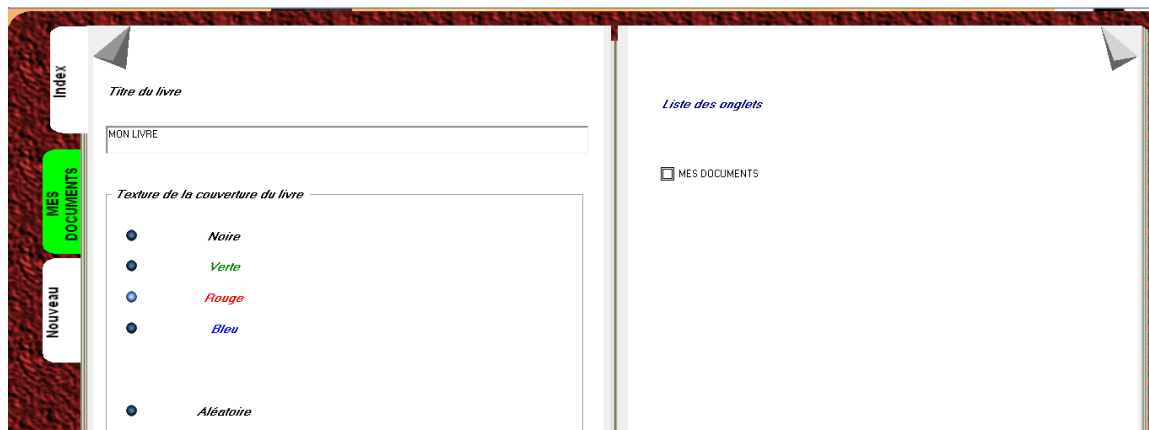 Index
MES
DOCUMENTS
Nouveau
Titre du livre
MON LIVRE
Texture de la couverture du livre
Noire
Verte
Rouge
Bleu
Aléatoire
Liste des onglets
MES DOCUMENTS